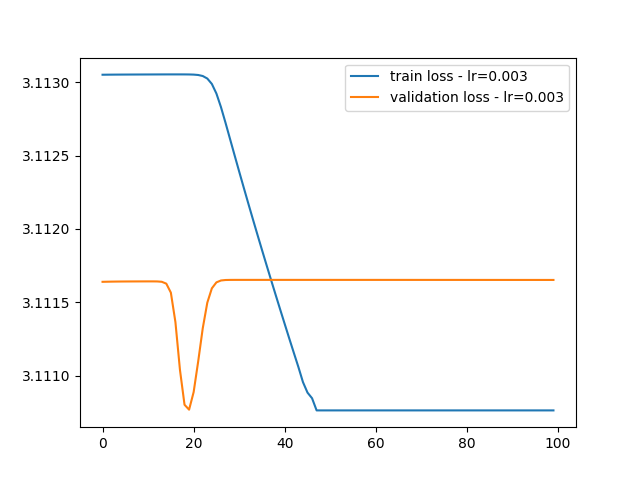 train loss - lr=0.003
validation loss - lr=0.003
3.1130
3.1125
3.1120
3.1115
3.1110
0 20 40 60 80 100